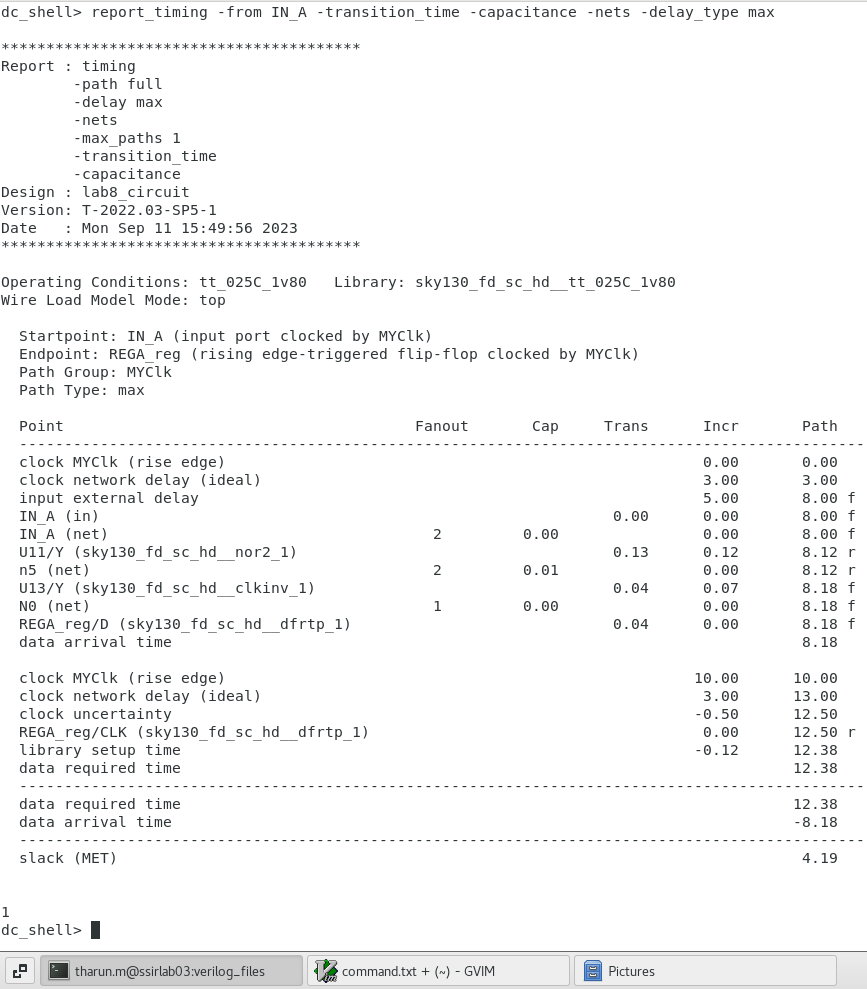 dc_shell> report_timing -from IN_A -transition_time -capacitance -nets -delay_type max
****************************************
Report : timing
        -path full
        -delay max
        -nets
        -max_paths 1
        -transition_time
        -capacitance
Design : lab8_circuit
Version: T-2022.03-SP5-1
Date   : Mon Sep 11 15:49:56 2023
****************************************
Operating Conditions: tt_025C_1v80   Library: sky130_fd_sc_hd__tt_025C_1v80
Wire Load Model Mode: top
  Startpoint: IN_A (input port clocked by MYClk)
  Endpoint: REGA_reg (rising edge-triggered flip-flop clocked by MYClk)
  Path Group: MYClk
  Path Type: max
  Point                                       Fanout       Cap     Trans      Incr       Path
  ----------------------------------------------------------------------------------------------
  clock MYClk (rise edge)                                                     0.00       0.00
  clock network delay (ideal)                                                 3.00       3.00
  input external delay                                                        5.00       8.00 f
  IN_A (in)                                                         0.00      0.00       8.00 f
  IN_A (net)                                    2         0.00                0.00       8.00 f
  U11/Y (sky130_fd_sc_hd__nor2_1)                                   0.13      0.12       8.12 r
  n5 (net)                                      2         0.01                0.00       8.12 r
  U13/Y (sky130_fd_sc_hd__clkinv_1)                                 0.04      0.07       8.18 f
  N0 (net)                                      1         0.00                0.00       8.18 f
  REGA_reg/D (sky130_fd_sc_hd__dfrtp_1)                             0.04      0.00       8.18 f
  data arrival time                                                                      8.18
  clock MYClk (rise edge)                                                    10.00      10.00
  clock network delay (ideal)                                                 3.00      13.00
  clock uncertainty                                                          -0.50      12.50
  REGA_reg/CLK (sky130_fd_sc_hd__dfrtp_1)                                     0.00      12.50 r
  library setup time                                                         -0.12      12.38
  data required time                                                                    12.38
  ----------------------------------------------------------------------------------------------
  data required time                                                                    12.38
  data arrival time                                                                     -8.18
  ----------------------------------------------------------------------------------------------
  slack (MET)                                                                            4.19
1
dc_shell>
tharun.m@ssirlab03:verilog_files
command.txt + (~) - GVIM
Pictures